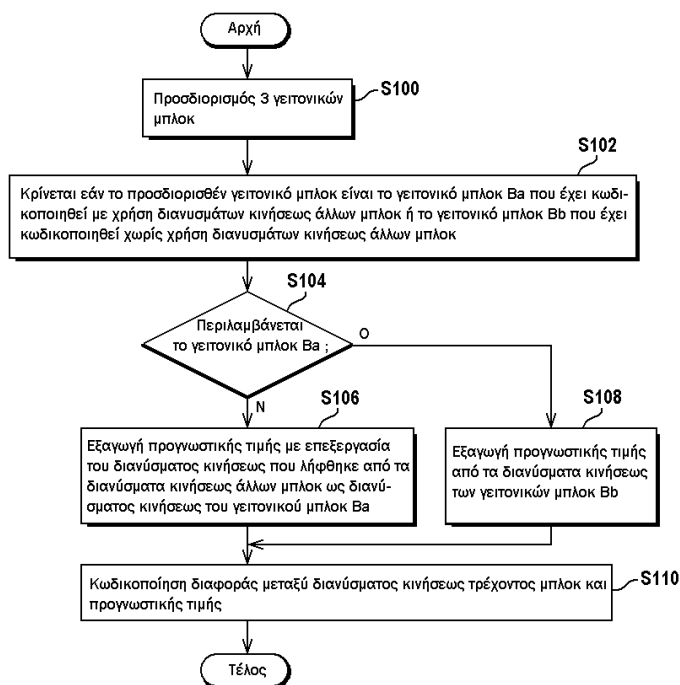 Αρχή
S100
Προσδιορισμός 3 γειτονικών
μπλοκ
S102
Κρίνεται εάν το προσδιορισθέν γειτονικό μπλοκ είναι το γειτονικό μπλοκ Ba που έχει κωδι-
κοποιηθεί με χρήση διανυσμάτων κινήσεως άλλων μπλοκ ή το γειτονικό μπλοκ Bb που έχει
κωδικοποιηθεί χωρίς χρήση διανυσμάτων κινήσεως άλλων μπλοκ
S104
Περιλαμβάνεται
το γειτονικό μπλοκ Ba ;
Ο
Ν
S106
Εξαγωγή προγνωστικής τιμής με επεξεργασία
του διανύσματος κινήσεως που λήφθηκε από τα
διανύσματα κινήσεως άλλων μπλοκ ως διανύ-
σματος κινήσεως του γειτονικού μπλοκ Ba
S108
Εξαγωγή προγνωστικής τιμής
από τα διανύσματα κινήσεως
των γειτονικών μπλοκ Bb
S110
Κωδικοποίηση διαφοράς μεταξύ διανύσματος κινήσεως τρέχοντος μπλοκ και
προγνωστικής τιμής
Τέλος